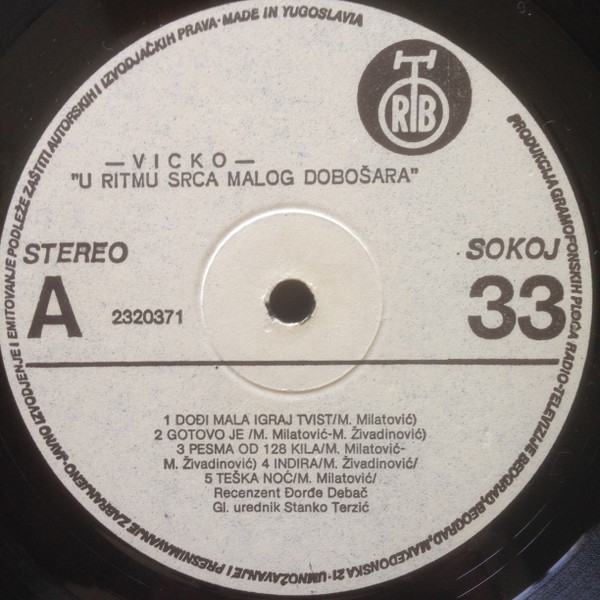 JAVNO IZVODJENJE I EMITOVANJE PODLEŽE ZAŠTITI AUTORSKIH I IZVODJAČKIH PRAVA·MADE IN YUGOSLAVIA
PRODUKCIJA GRAMOFONSKIH PLOČA RADIO-TELEVIZIJE BEOGRAD, BEOGRAD, MAKEDONSKA 21·UMNOŽAVANJE I PRESNIMAVANJE ZABRANJENO·
RTB
—VICKO—
"U RITMU SRCA MALOG DOBOŠARA"
STEREO
SOKOJ
A
2320371
33
1 DOĐI MALA IGRAJ TVIST/M. Milatović)
2 GOTOVO JE /M. Milatović-M. Živadinović)
3 PESMA OD 128 KILA/M. Milatović-
M. Živadinović) 4 INDIRA/M. Živadinović/
5 TEŠKA NOĆ/M. Milatović/
Recenzent Đorđe Debač
Gl. urednik Stanko Terzić